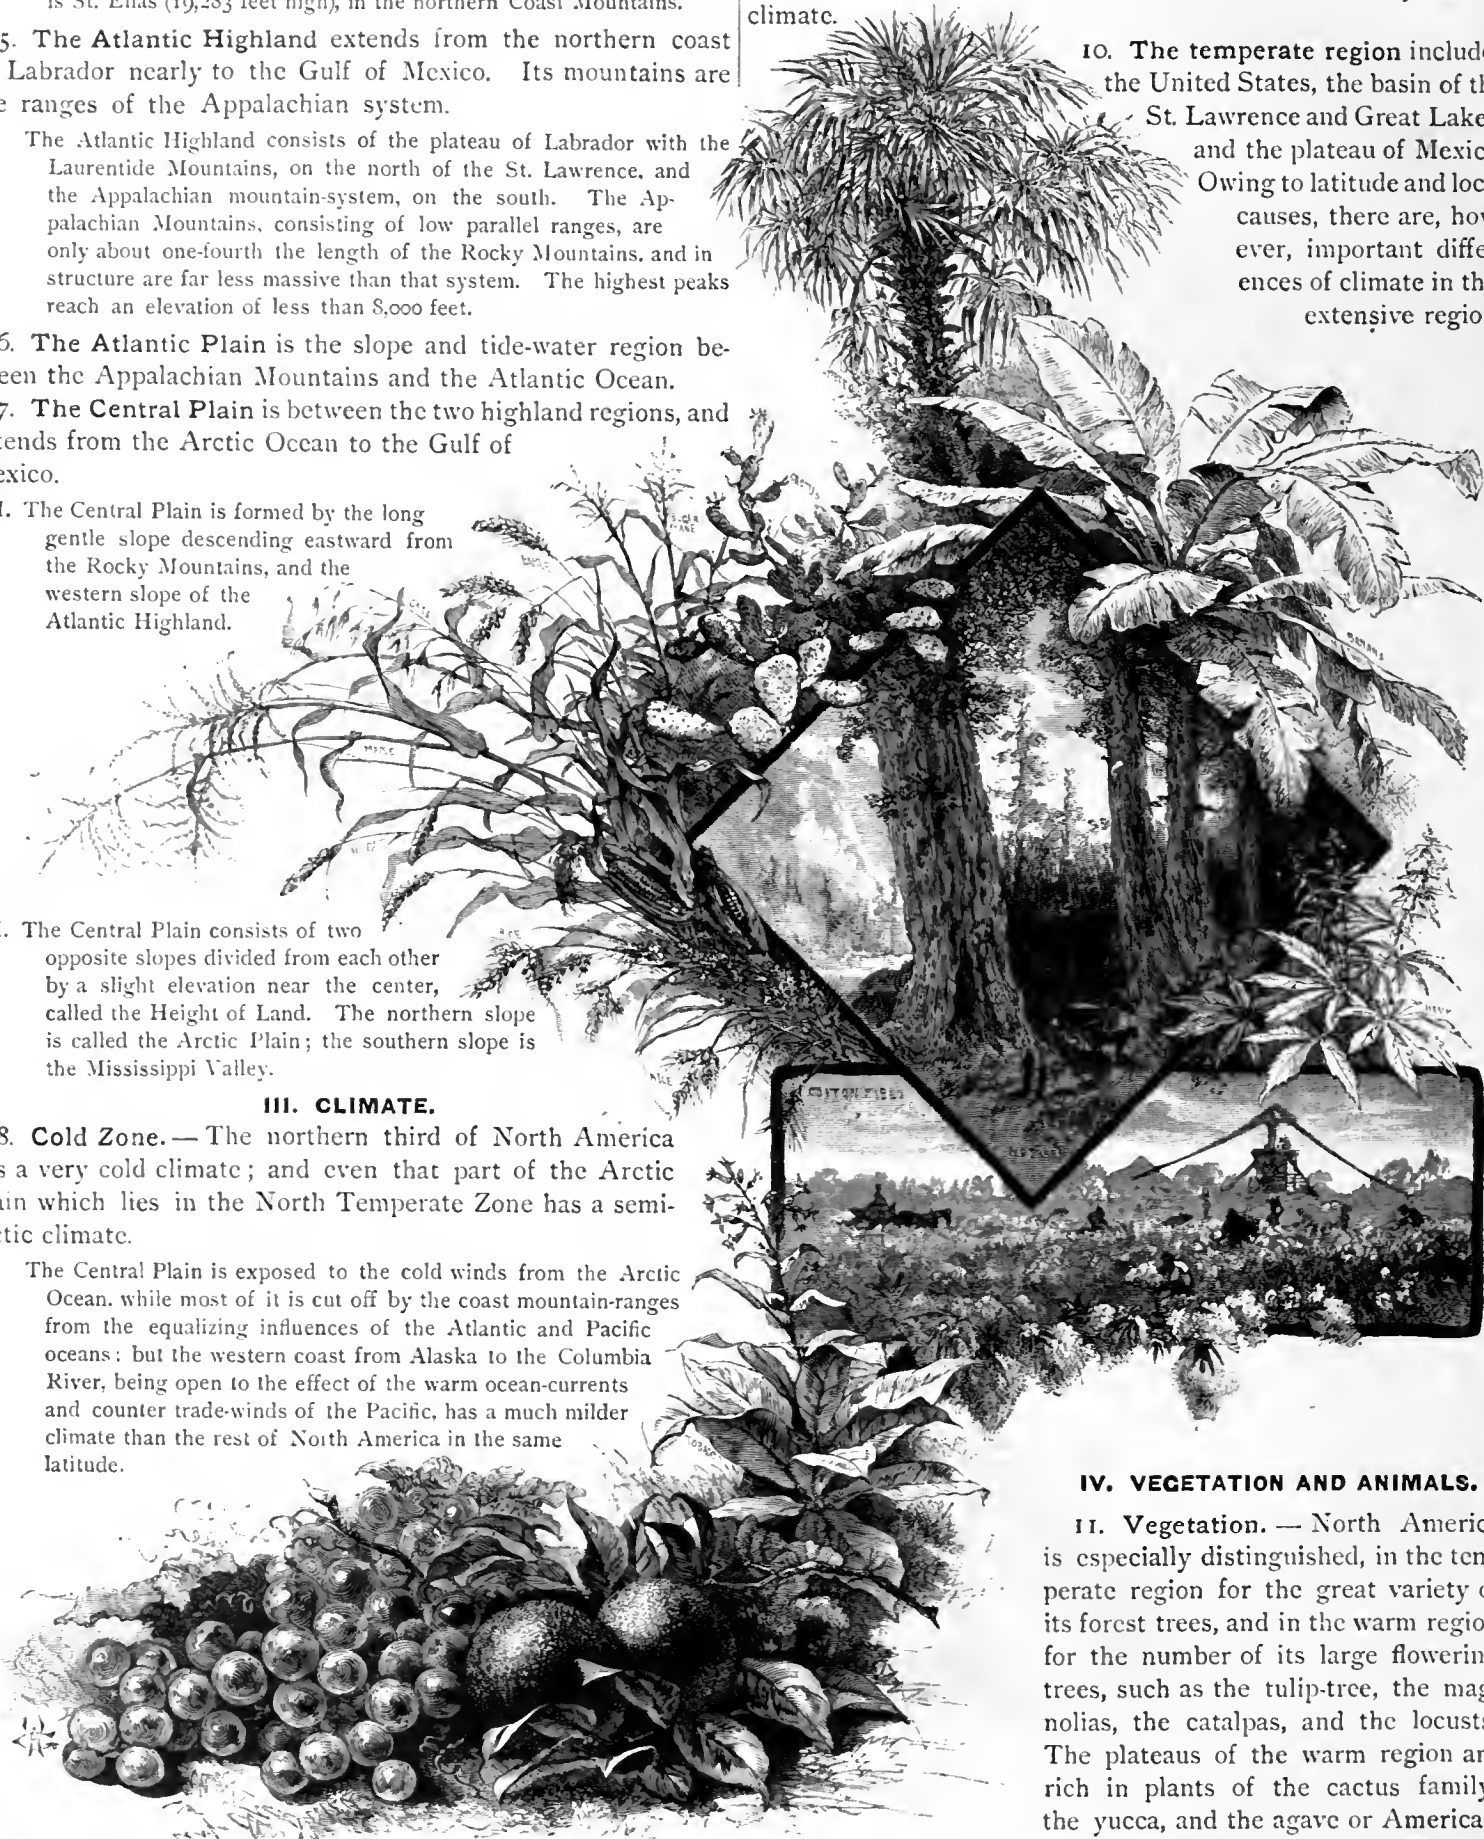 is St. Elias (19,283 feet high), in the northern Coast Mountains.
5. The Atlantic Highland extends from the northern coast
Labrador nearly to the Gulf of Mexico. Its mountains are
e ranges of the Appalachian system.
The Atlantic Highland consists of the plateau of Labrador with the
Laurentide Mountains, on the north of the St. Lawrence, and
the Appalachian mountain-system, on the south. The Ap-
palachian Mountains, consisting of low parallel ranges, are
only about one-fourth the length of the Rocky Mountains, and in
structure are far less massive than that system. The highest peaks
reach an elevation of less than 8,000 feet.
6. The Atlantic Plain is the slope and tide-water region be-
een the Appalachian Mountains and the Atlantic Ocean.
7. The Central Plain is between the two highland regions, and
tends from the Arctic Ocean to the Gulf of
exico.
I. The Central Plain is formed by the long
gentle slope descending eastward from
the Rocky Mountains, and the
western slope of the
Atlantic Highland.
I. The Central Plain consists of two
opposite slopes divided from each other
by a slight elevation near the center,
called the Height of Land. The northern slope
is called the Arctic Plain; the southern slope is
the Mississippi Valley.
III. CLIMATE.
8. Cold Zone. — The northern third of North America
s a very cold climate; and even that part of the Arctic
ain which lies in the North Temperate Zone has a semi-
ctic climate.
The Central Plain is exposed to the cold winds from the Arctic
Ocean. while most of it is cut off by the coast mountain-ranges
from the equalizing influences of the Atlantic and Pacific
oceans: but the western coast from Alaska to the Columbia
River, being open to the effect of the warm ocean-currents
and counter trade-winds of the Pacific, has a much milder
climate than the rest of North America in the same
latitude.
climate.
10. The temperate region include
the United States, the basin of th
St. Lawrence and Great Lake
and the plateau of Mexic
Owing to latitude and loc
causes, there are, how
ever, important diffe
ences of climate in th
extensive regio
SUGAR
CANE
MAIZE
RICE
BANANA
COTTON FIELD
TOBACCO
IV. VEGETATION AND ANIMALS.
11. Vegetation. — North Americ
is especially distinguished, in the tem
perate region for the great variety o
its forest trees, and in the warm regio
for the number of its large flowerin
trees, such as the tulip-tree, the mag
nolias, the catalpas, and the locusts
The plateaus of the warm region ar
rich in plants of the cactus family
the yucca, and the agave or America